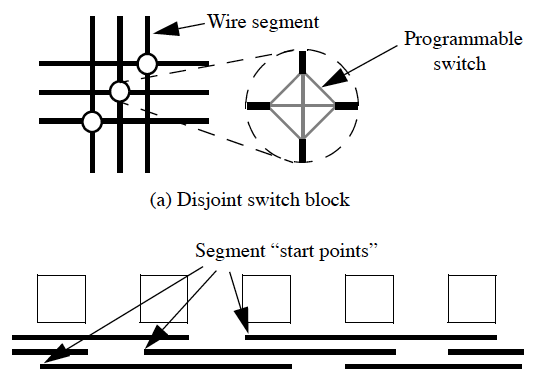 Wire segment
Programmable
switch
(a) Disjoint switch block
Segment “start points”